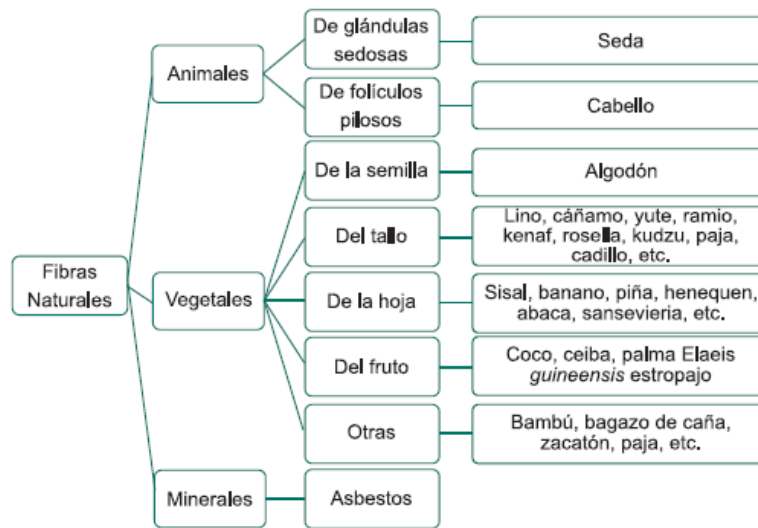 Fibras
Naturales
Animales
De glándulas
sedosas
Seda
De folículos
pilosos
Cabello
Vegetales
De la semilla
Algodón
Del tallo
Lino, cáñamo, yute, ramio,
kenaf, rosella, kudzu, paja,
cadillo, etc.
De la hoja
Sisal, banano, piña, henequen,
abaca, sansevieria, etc.
Del fruto
Coco, ceiba, palma Elaeis
guineensis estropajo
Otras
Bambú, bagazo de caña,
zacatón, paja, etc.
Minerales
Asbestos